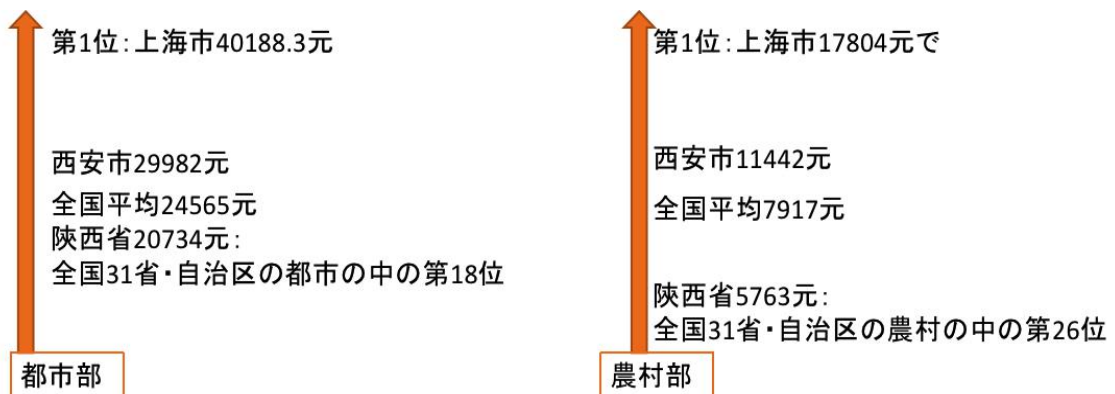 第1位：上海市40188.3元
西安市29982元
全国平均24565元
陝西省20734元：
全国31省・自治区の都市の中の第18位
都市部
第1位：上海市17804元で
西安市11442元
全国平均7917元
陝西省5763元：
全国31省・自治区の農村の中の第26位
農村部